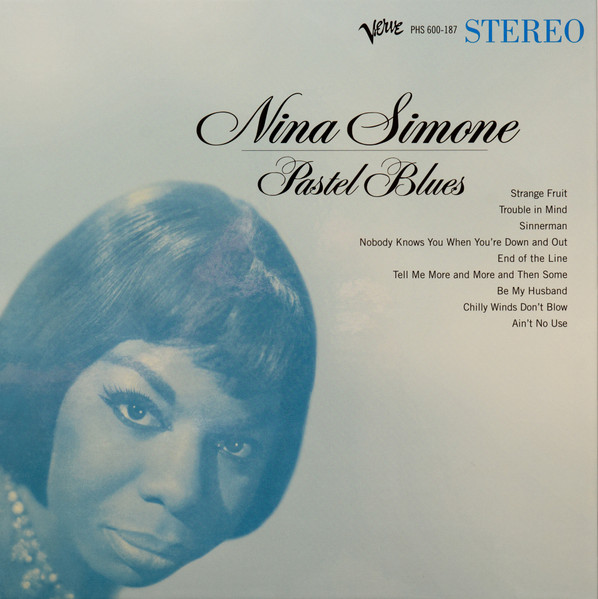 Verve PHS 600-187 STEREO
Nina Simone
Pastel Blues
Strange Fruit
Trouble in Mind
Sinnerman
Nobody Knows You When You're Down and Out
End of the Line
Tell Me More and More and Then Some
Be My Husband
Chilly Winds Don't Blow
Ain't No Use